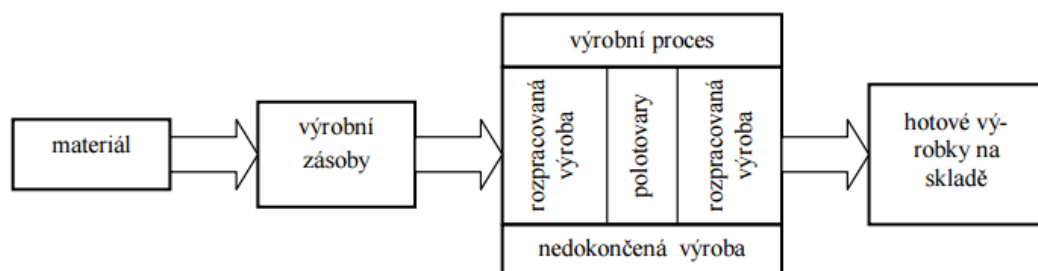 materiál
výrobní
zásoby
výrobní proces
rozpracovaná
výroba
polotovary
rozpracovaná
výroba
nedokončená výroba
hotové vý-
robky na
skladě